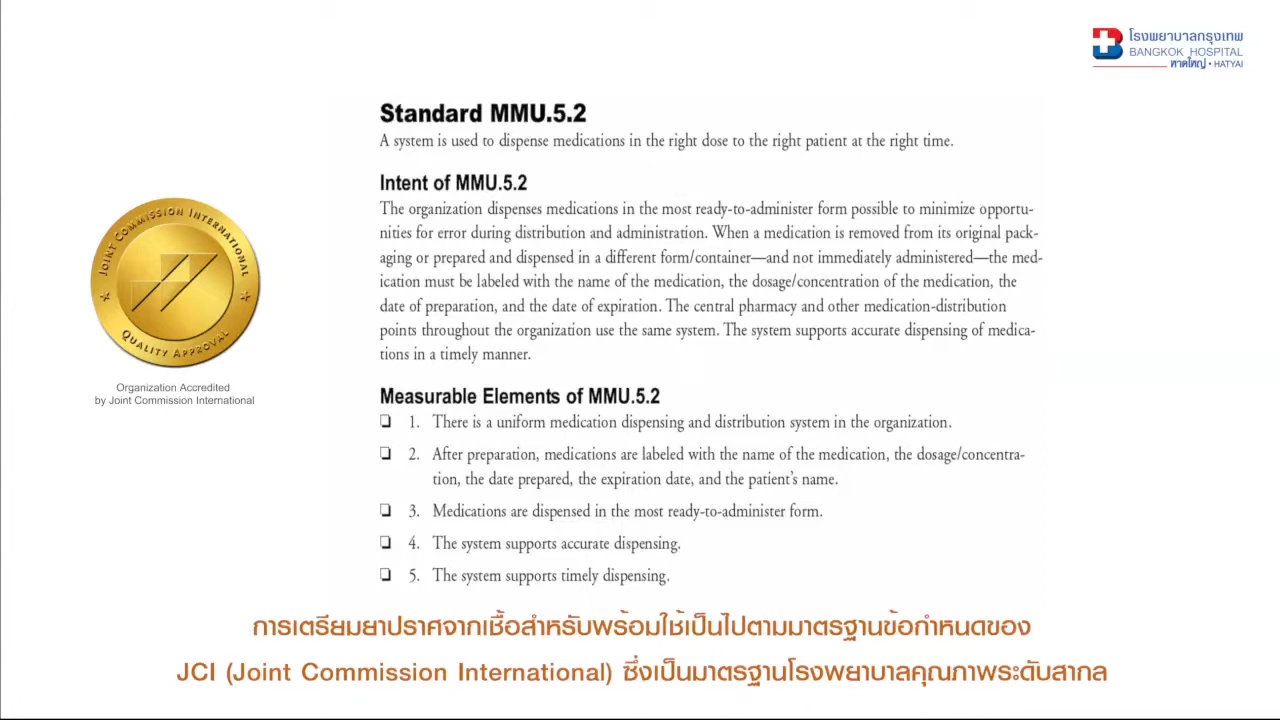 โรงพยาบาลกรุงเทพ
BANGKOK HOSPITAL
หาดใหญ่ • HATYAI
Standard MMU.5.2
A system is used to dispense medications in the right dose to the right patient at the right time.
Intent of MMU.5.2
The organization dispenses medications in the most ready-to-administer form possible to minimize opportu-
nities for error during distribution and administration. When a medication is removed from its original pack-
aging or prepared and dispensed in a different form/container—and not immediately administered—the med-
ication must be labeled with the name of the medication, the dosage/concentration of the medication, the
date of preparation, and the date of expiration. The central pharmacy and other medication-distribution
points throughout the organization use the same system. The system supports accurate dispensing of medica-
tions in a timely manner.
JOINT COMMISSION INTERNATIONAL
QUALITY APPROVAL
Organization Accredited
by Joint Commission International
Measurable Elements of MMU.5.2
❏ 1. There is a uniform medication dispensing and distribution system in the organization.
❏ 2. After preparation, medications are labeled with the name of the medication, the dosage/concentra-
tion, the date prepared, the expiration date, and the patient's name.
❏ 3. Medications are dispensed in the most ready-to-administer form.
❏ 4. The system supports accurate dispensing.
❏ 5. The system supports timely dispensing.
การเตรียมยาปราศจากเชื้อสำหรับพร้อมใช้เป็นไปตามมาตรฐานข้อกำหนดของ
JCI (Joint Commission International) ซึ่งเป็นมาตรฐานโรงพยาบาลคุณภาพระดับสากล